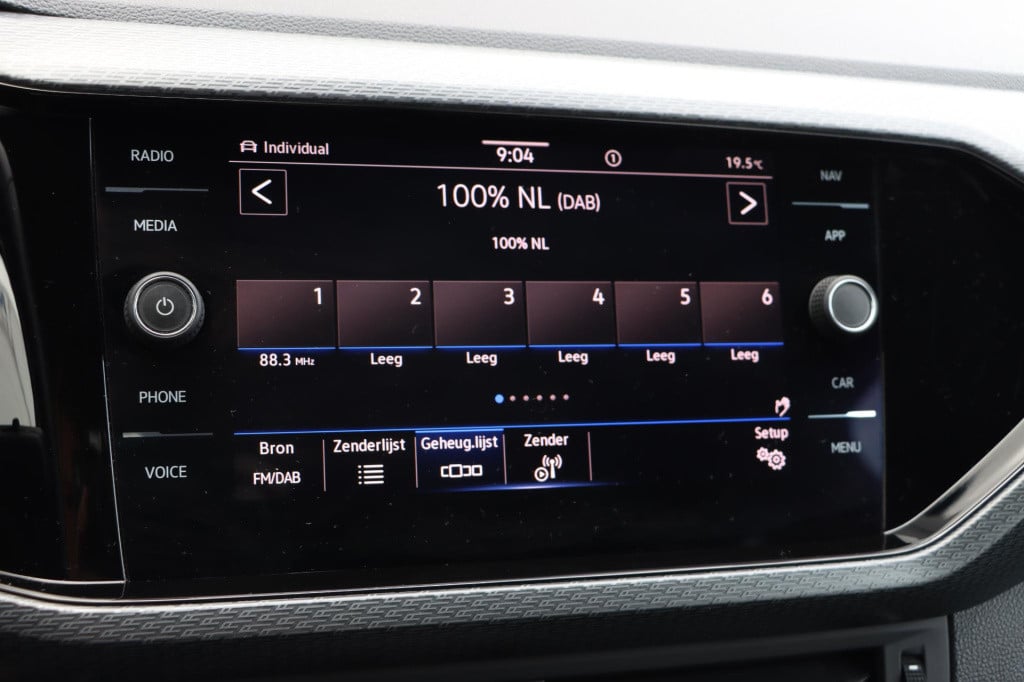 RADIO
MEDIA
PHONE
VOICE
Individual
9:04
1
19.5°C
<
100% NL (DAB)
>
100% NL
1 2 3 4 5 6
88.3 MHz Leeg Leeg Leeg Leeg Leeg
Bron
FM/DAB
Zenderlijst
Geheug.lijst
Zender
Setup
NAV
APP
CAR
MENU